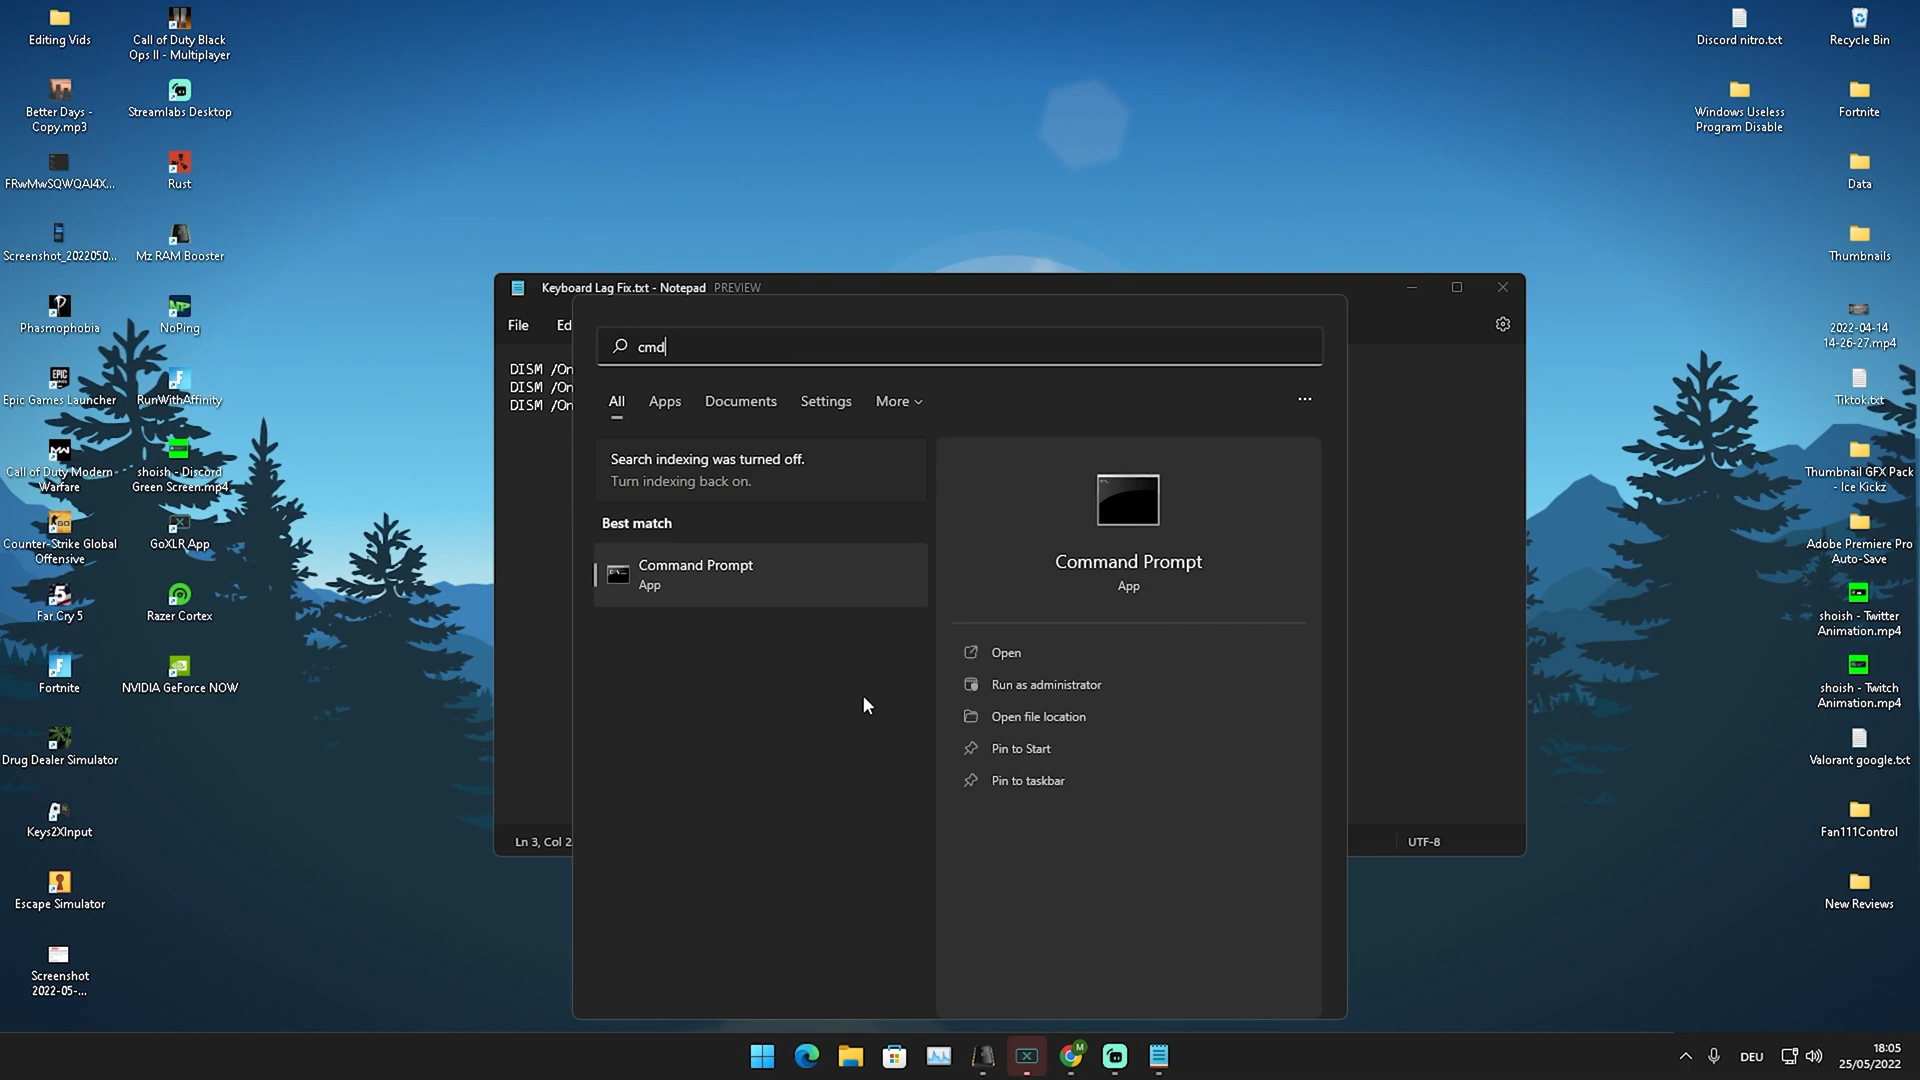 Editing Vids
Call of Duty Black
Ops II - Multiplayer
Better Days -
Copy.mp3
Streamlabs Desktop
FRwMwSQWQAI4X...
Rust
Screenshot_2022050...
Mz RAM Booster
Phasmophobia
NoPing
Epic Games Launcher
RunWithAffinity
Call of Duty Modern
Warfare
shoish - Discord
Green Screen.mp4
Counter-Strike Global
Offensive
GoXLR App
Far Cry 5
Razer Cortex
Fortnite
NVIDIA GeForce NOW
Drug Dealer Simulator
Keys2XInput
Escape Simulator
Screenshot
2022-05-...
Keyboard Lag Fix.txt - Notepad PREVIEW
File
Ed
DISM /On
DISM /On
DISM /On
Ln 3, Col 2
UTF-8
cmd
All
Apps
Documents
Settings
More
Search indexing was turned off.
Turn indexing back on.
Best match
Command Prompt
App
Command Prompt
App
Open
Run as administrator
Open file location
Pin to Start
Pin to taskbar
Discord nitro.txt
Recycle Bin
Windows Useless
Program Disable
Fortnite
Data
Thumbnails
2022-04-14
14-26-27.mp4
Tiktok.txt
Thumbnail GFX Pack
- Ice Kickz
Adobe Premiere Pro
Auto-Save
shoish - Twitter
Animation.mp4
shoish - Twitch
Animation.mp4
Valorant google.txt
Fan111Control
New Reviews
DEU
18:05
25/05/2022